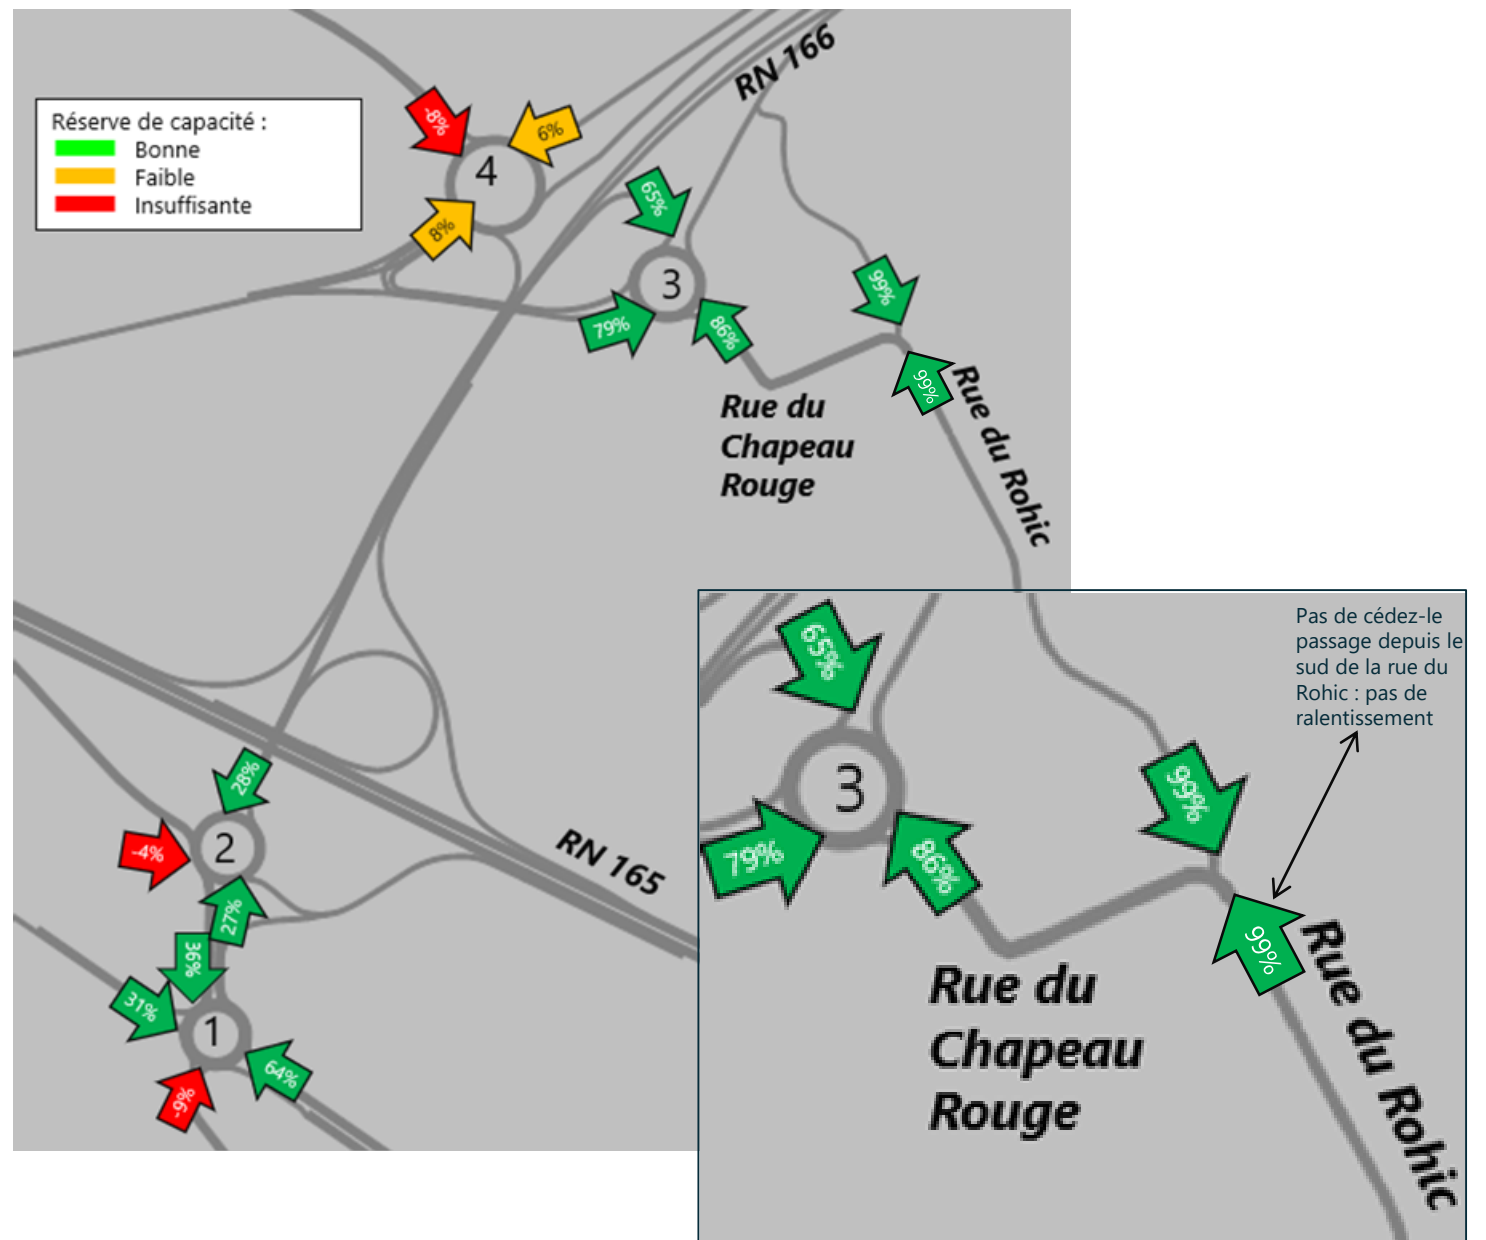 RN 166
-8%
6%
4
8%
Réserve de capacité :
Bonne
Faible
Insuffisante
65%
3
79%
86%
99%
99%
Rue du
Chapeau
Rouge
Rue du Rohic
28%
2
-4%
27%
36%
31%
1
64%
-9%
RN 165
65%
3
79%
86%
99%
99%
Pas de cédez-le
passage depuis le
sud de la rue du
Rohic : pas de
ralentissement
Rue du
Chapeau
Rouge
Rue du Rohic